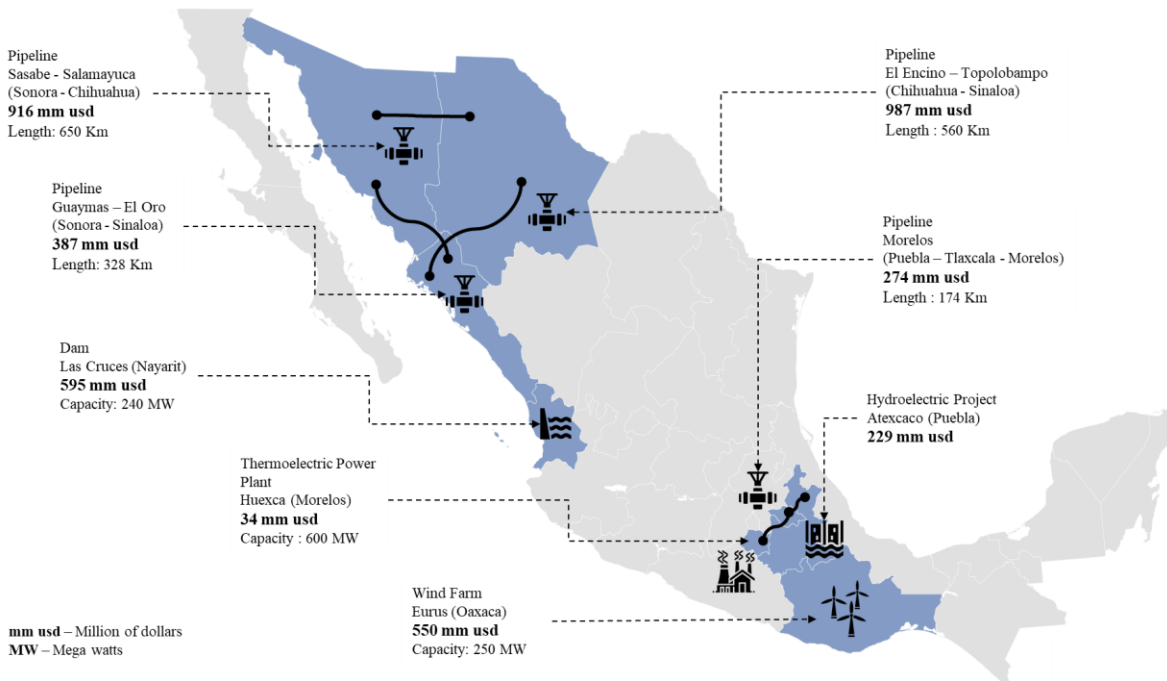 Pipeline
Sasabe - Salamayuca
(Sonora - Chihuahua)
916 mm usd
Length: 650 Km
Pipeline
El Encino – Topolobampo
(Chihuahua - Sinaloa)
987 mm usd
Length : 560 Km
Pipeline
Guaymas – El Oro
(Sonora - Sinaloa)
387 mm usd
Length: 328 Km
Pipeline
Morelos
(Puebla – Tlaxcala - Morelos)
274 mm usd
Length : 174 Km
Dam
Las Cruces (Nayarit)
595 mm usd
Capacity: 240 MW
Hydroelectric Project
Atexcaco (Puebla)
229 mm usd
Thermoelectric Power
Plant
Huexca (Morelos)
34 mm usd
Capacity : 600 MW
Wind Farm
Eurus (Oaxaca)
550 mm usd
Capacity: 250 MW
mm usd – Million of dollars
MW – Mega watts